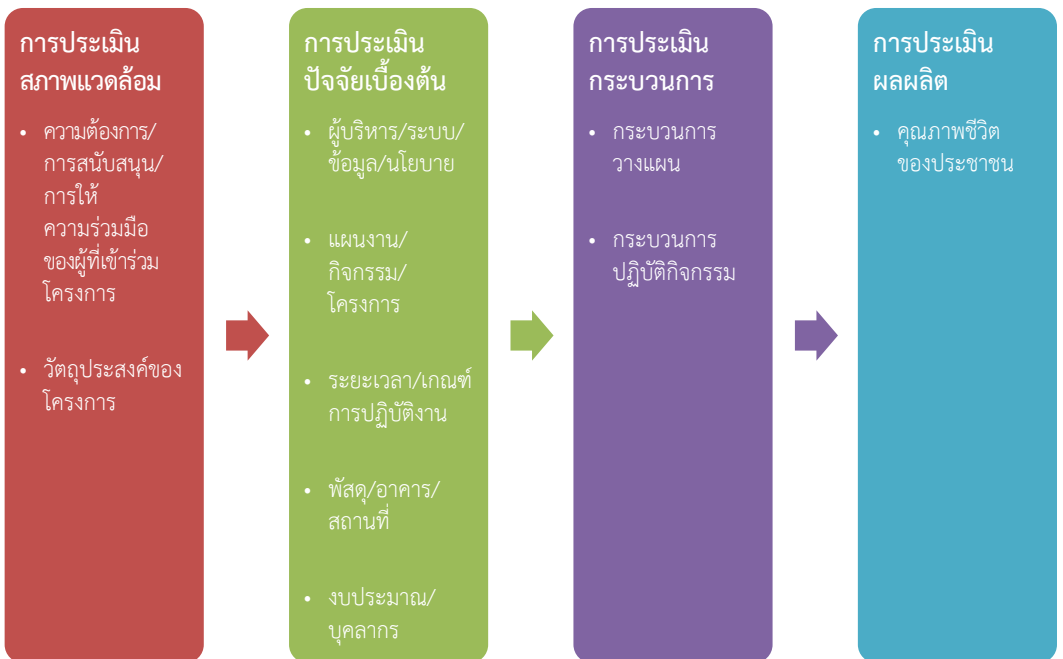 การประเมิน
สภาพแวดล้อม
• ความต้องการ/
การสนับสนุน/
การให้
ความร่วมมือ
ของผู้ที่เข้าร่วม
โครงการ
• วัตถุประสงค์ของ
โครงการ
การประเมิน
ปัจจัยเบื้องต้น
• ผู้บริหาร/ระบบ/
ข้อมูล/นโยบาย
• แผนงาน/
กิจกรรม/
โครงการ
• ระยะเวลา/เกณฑ์
การปฏิบัติงาน
• พัสดุ/อาคาร/
สถานที่
• งบประมาณ/
บุคลากร
การประเมิน
กระบวนการ
• กระบวนการ
วางแผน
• กระบวนการ
ปฏิบัติกิจกรรม
การประเมิน
ผลผลิต
• คุณภาพชีวิต
ของประชาชน